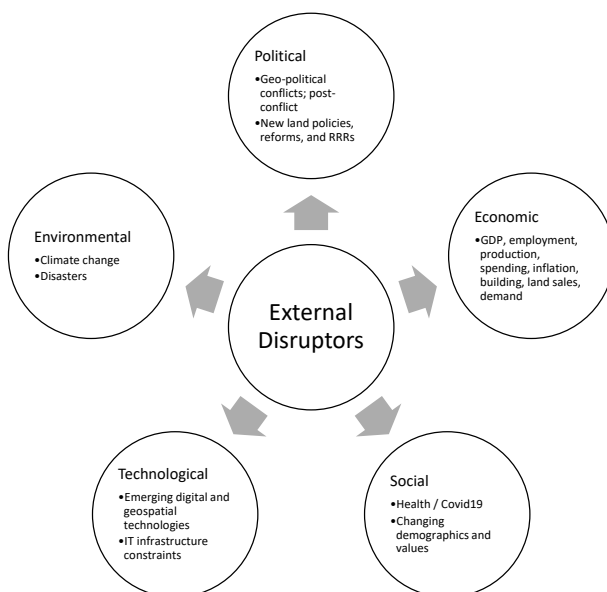 Political
•Geo-political
conflicts; post-
conflict
•New land policies,
reforms, and RRRs
Economic
•GDP, employment,
production,
spending, inflation,
building, land sales,
demand
Social
•Health / Covid19
•Changing
demographics and
values
Technological
•Emerging digital and
geospatial
technologies
•IT infrastructure
constraints
Environmental
•Climate change
•Disasters
External
Disruptors